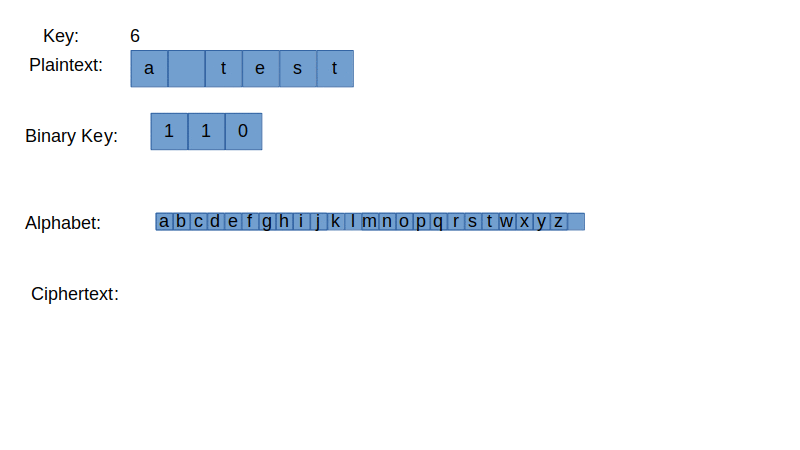 Key: 6
Plaintext: a t e s t
Binary Key: 1 1 0
Alphabet: a b c d e f g h i j k l m n o p q r s t w x y z
Ciphertext: